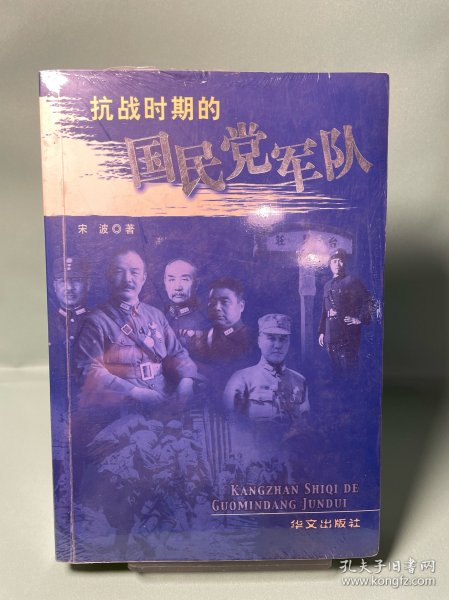 抗战时期的
国民党军队
宋 波◎著
KANGZHAN SHIQI DE
GUOMINDANG JUNDUI
华文出版社
孔夫子旧书网
www.kongfz.com